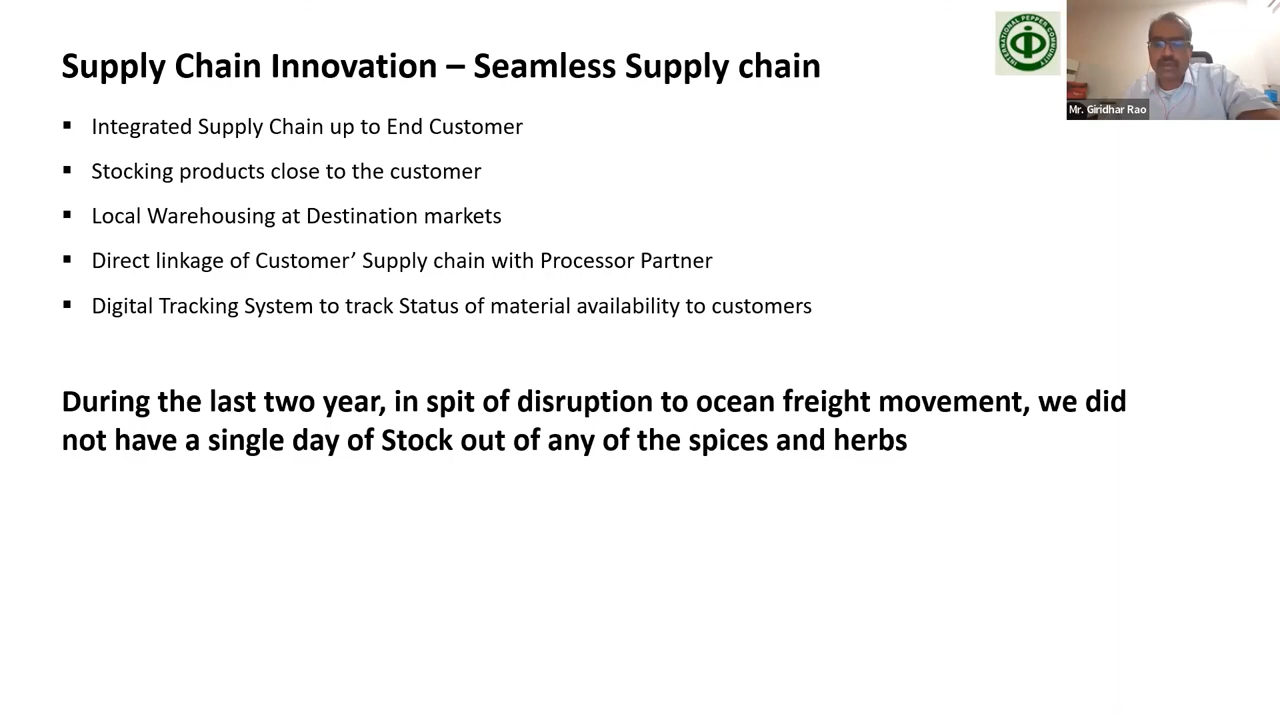 Supply Chain Innovation – Seamless Supply chain
INTERNATIONAL PEPPER COMMUNITY
Mr. Giridhar Rao
▪ Integrated Supply Chain up to End Customer
▪ Stocking products close to the customer
▪ Local Warehousing at Destination markets
▪ Direct linkage of Customer’ Supply chain with Processor Partner
▪ Digital Tracking System to track Status of material availability to customers
During the last two year, in spit of disruption to ocean freight movement, we did
not have a single day of Stock out of any of the spices and herbs